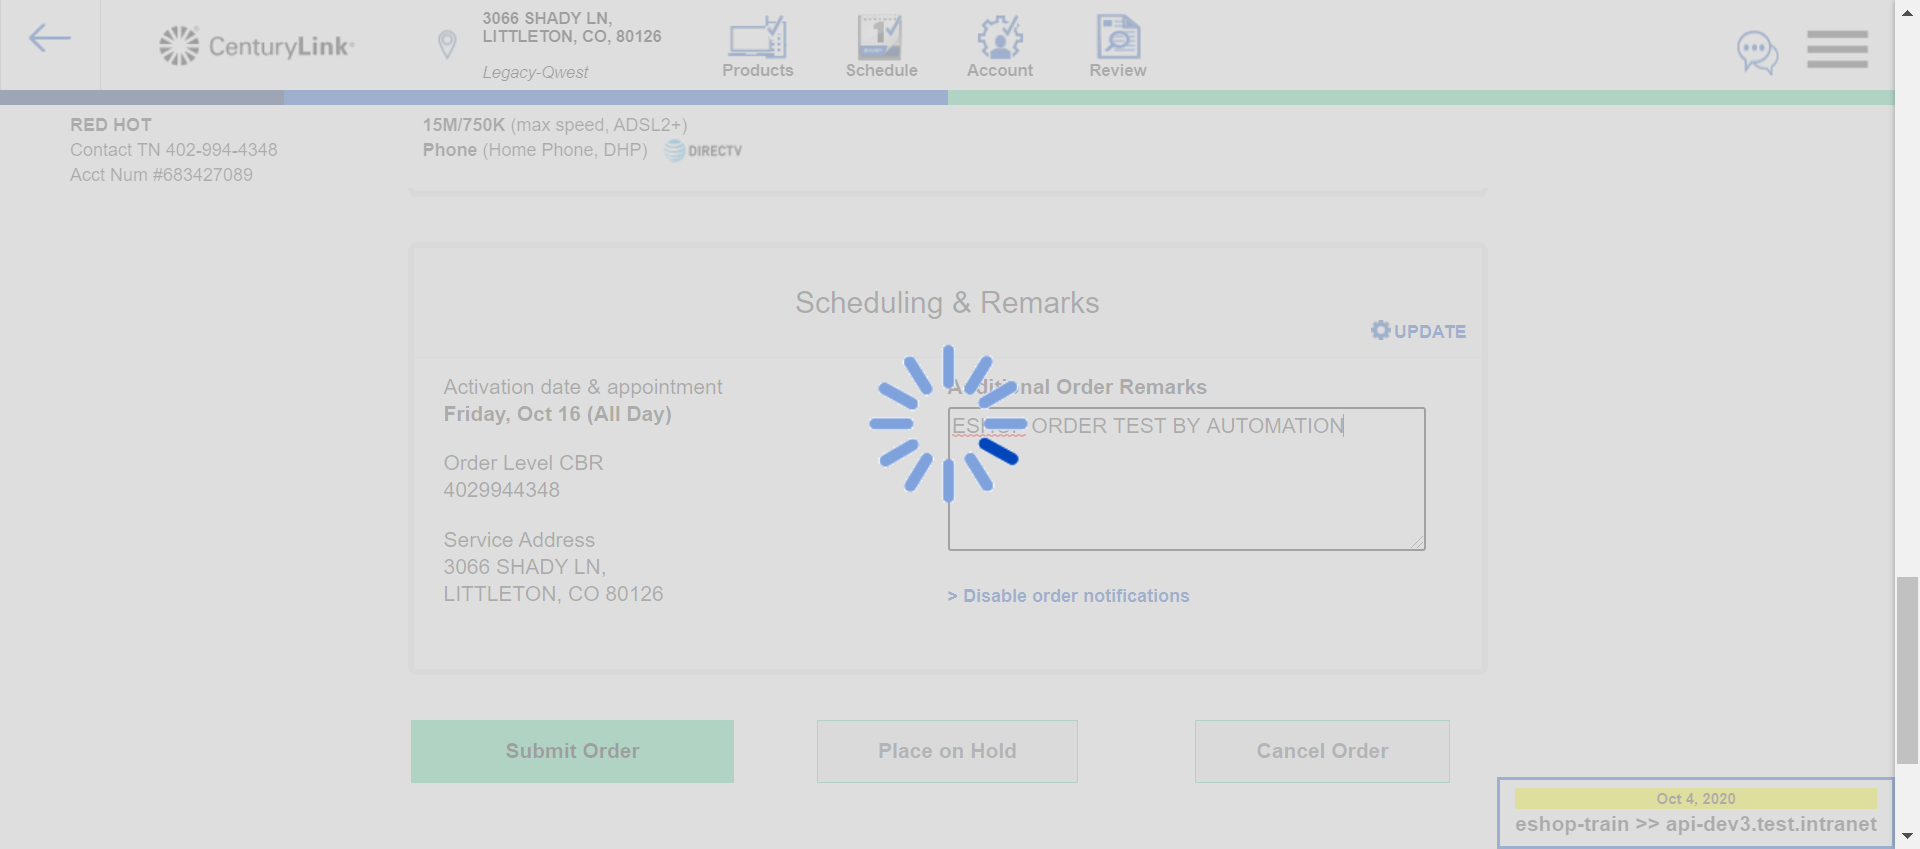 CenturyLink
3066 SHADY LN,
LITTLETON, CO, 80126
Legacy-Qwest
Products
Schedule
Account
Review
RED HOT
Contact TN 402-994-4348
Acct Num #683427089
15M/750K (max speed, ADSL2+)
Phone (Home Phone, DHP) DIRECTV
Scheduling & Remarks
UPDATE
Activation date & appointment
Friday, Oct 16 (All Day)
Order Level CBR
4029944348
Service Address
3066 SHADY LN,
LITTLETON, CO 80126
Additional Order Remarks
ESHOP ORDER TEST BY AUTOMATION
> Disable order notifications
Submit Order
Place on Hold
Cancel Order
Oct 4, 2020
eshop-train >> api-dev3.test.intranet